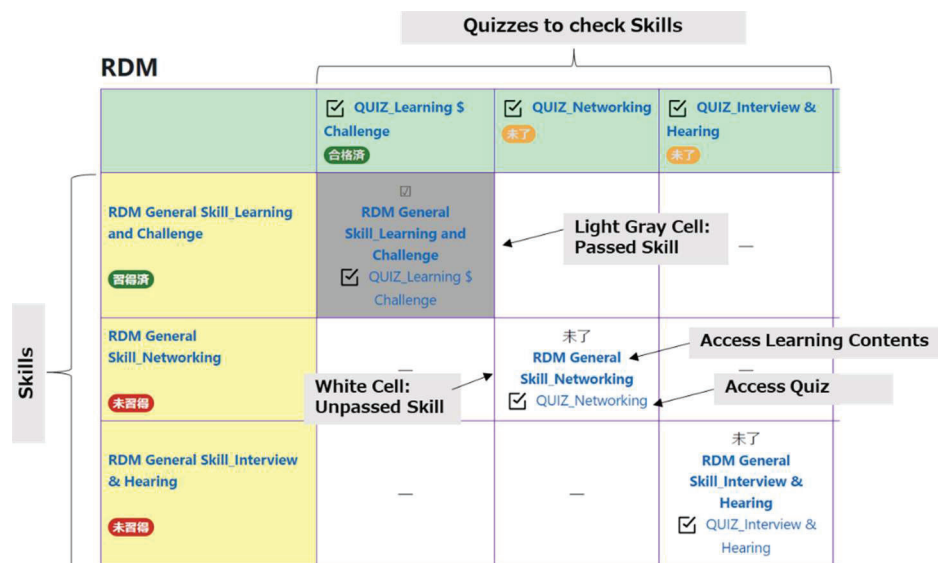 Quizzes to check Skills
RDM
QUIZ_Learning $
Challenge
合格済
QUIZ_Networking
未了
QUIZ_Interview &
Hearing
未了
Skills
RDM General Skill_Learning
and Challenge
習得済
☑
RDM General
Skill_Learning and
Challenge
QUIZ_Learning $
Challenge
Light Gray Cell:
Passed Skill
—
RDM General
Skill_Networking
未習得
—
White Cell:
Unpassed Skill
未了
RDM General
Skill_Networking
QUIZ_Networking
Access Learning Contents
—
Access Quiz
RDM General Skill_Interview
& Hearing
未習得
—
—
未了
RDM General
Skill_Interview &
Hearing
QUIZ_Interview &
Hearing